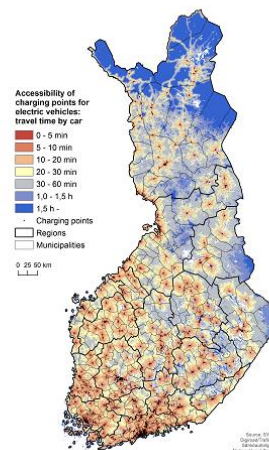 Accessibility of
charging points for
electric vehicles:
travel time by car
0 - 5 min
5 - 10 min
10 - 20 min
20 - 30 min
30 - 60 min
1,0 - 1,5 h
1,5 h -
Charging points
Regions
Municipalities
0 25 50 km